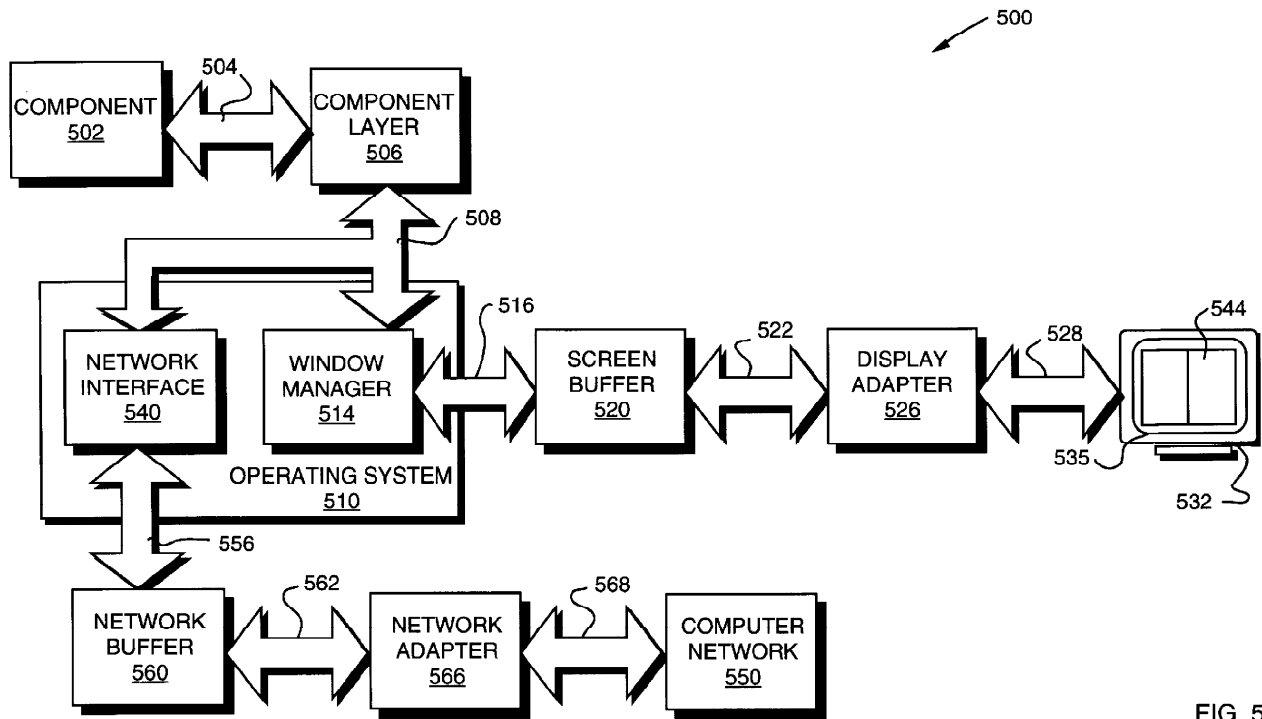 500
504
COMPONENT
502
COMPONENT
LAYER
506
508
516
522
528
544
NETWORK
INTERFACE
540
WINDOW
MANAGER
514
SCREEN
BUFFER
520
DISPLAY
ADAPTER
526
535
532
OPERATING SYSTEM
510
556
562
568
NETWORK
BUFFER
560
NETWORK
ADAPTER
566
COMPUTER
NETWORK
550
FIG. 5